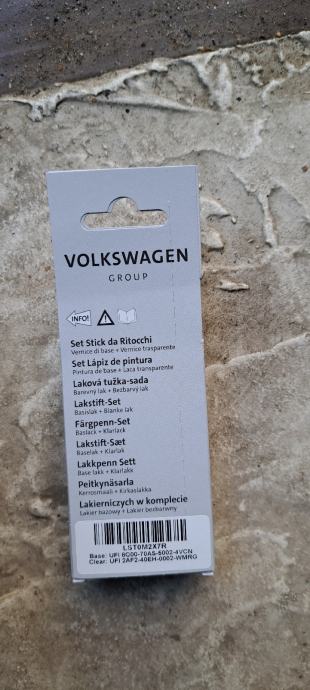 VOLKSWAGEN
GROUP
INFO!
Set Stick da Ritocchi
Vernice di base + Vernice trasparente
Set Lápiz de pintura
Pintura de base + Laca transparente
Laková tužka-sada
Barevný lak + Bezbarvý lak
Lakstift-Set
Basislak + Blanke lak
Färgpenn-Set
Baslack + Klarlack
Lakstift-Sæt
Baselak + Klarlak
Lakkpenn Sett
Base lakk + Klarlakk
Peitkynäsarja
Kerrosmaali + Kirkaslakka
Lakierniczych w komplecie
Lakier bazowy + Lakier bezbarwny
LST0M2X7R
Base: UFI 8G00-70AS-5002-4VCN
Clear: UFI 2AF2-40EH-0002-WMRG